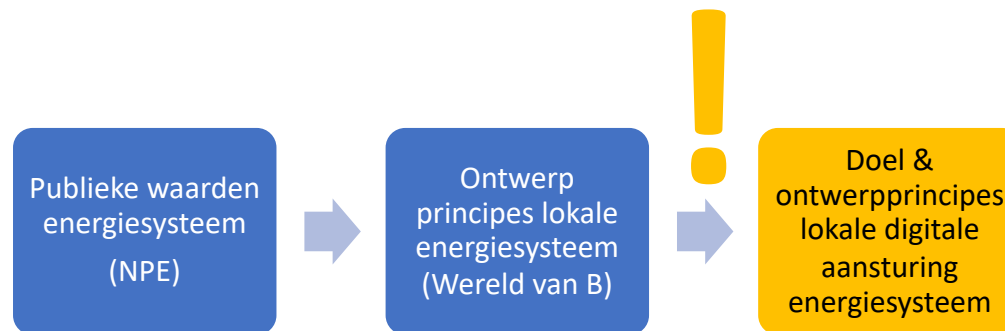 Publieke waarden
energiesysteem
(NPE)
Ontwerp
principes lokale
energiesysteem
(Wereld van B)
!
Doel &
ontwerpprincipes
lokale digitale
aansturing
energiesysteem